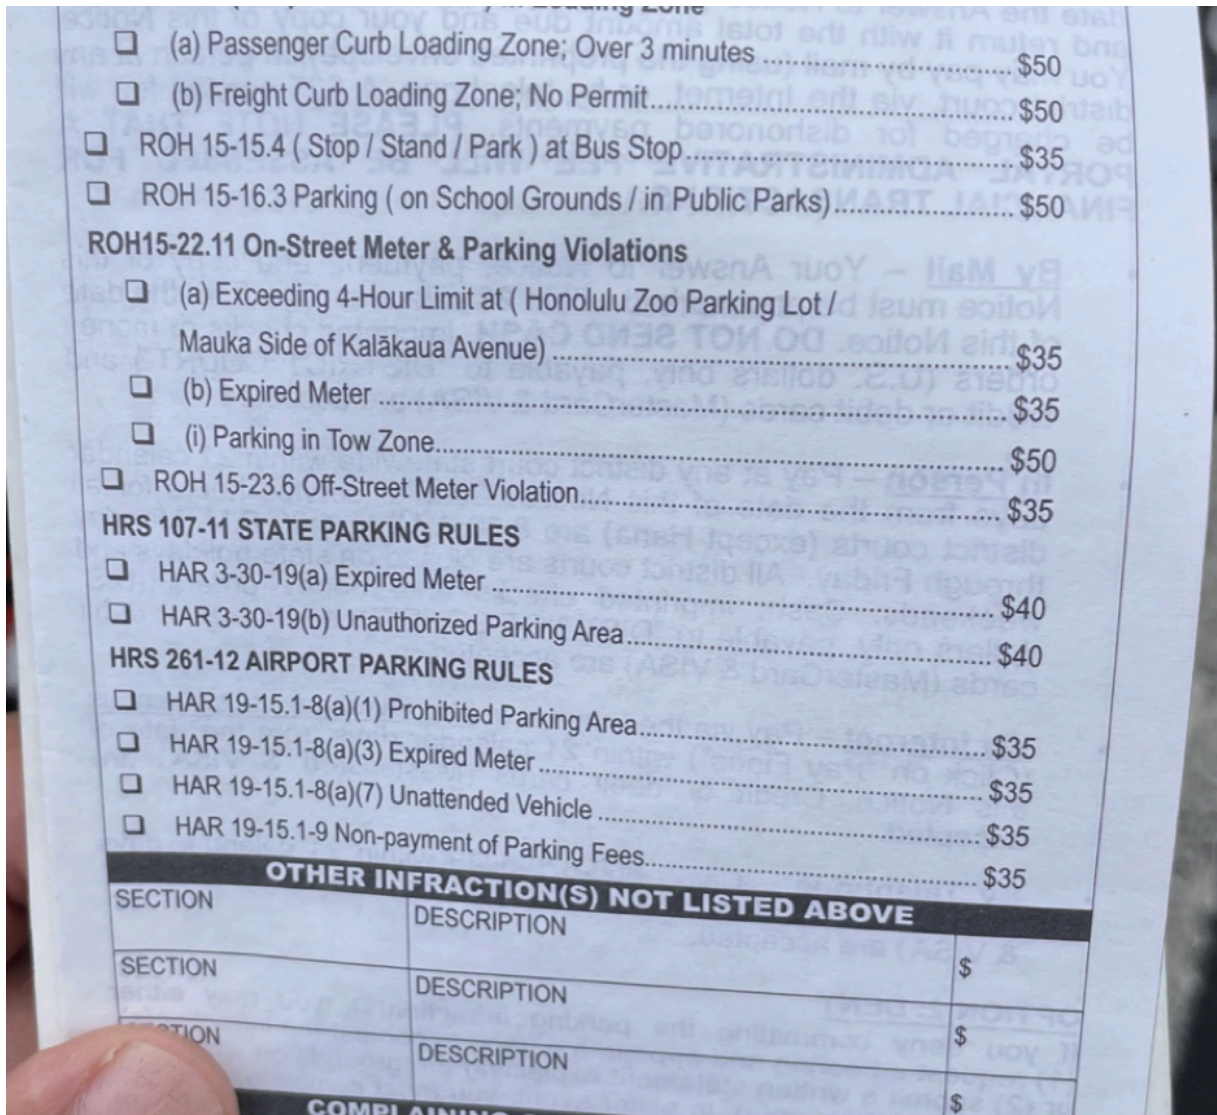 Loading Zone
❑ (a) Passenger Curb Loading Zone; Over 3 minutes $50
❑ (b) Freight Curb Loading Zone; No Permit $50
❑ ROH 15-15.4 ( Stop / Stand / Park ) at Bus Stop $35
❑ ROH 15-16.3 Parking ( on School Grounds / in Public Parks) $50
ROH15-22.11 On-Street Meter & Parking Violations
❑ (a) Exceeding 4-Hour Limit at ( Honolulu Zoo Parking Lot /
Mauka Side of Kalākaua Avenue) $35
❑ (b) Expired Meter $35
❑ (i) Parking in Tow Zone $50
❑ ROH 15-23.6 Off-Street Meter Violation $35
HRS 107-11 STATE PARKING RULES
❑ HAR 3-30-19(a) Expired Meter $40
❑ HAR 3-30-19(b) Unauthorized Parking Area $40
HRS 261-12 AIRPORT PARKING RULES
❑ HAR 19-15.1-8(a)(1) Prohibited Parking Area $35
❑ HAR 19-15.1-8(a)(3) Expired Meter $35
❑ HAR 19-15.1-8(a)(7) Unattended Vehicle $35
❑ HAR 19-15.1-9 Non-payment of Parking Fees $35
OTHER INFRACTION(S) NOT LISTED ABOVE
SECTION DESCRIPTION $
SECTION DESCRIPTION $
SECTION DESCRIPTION $